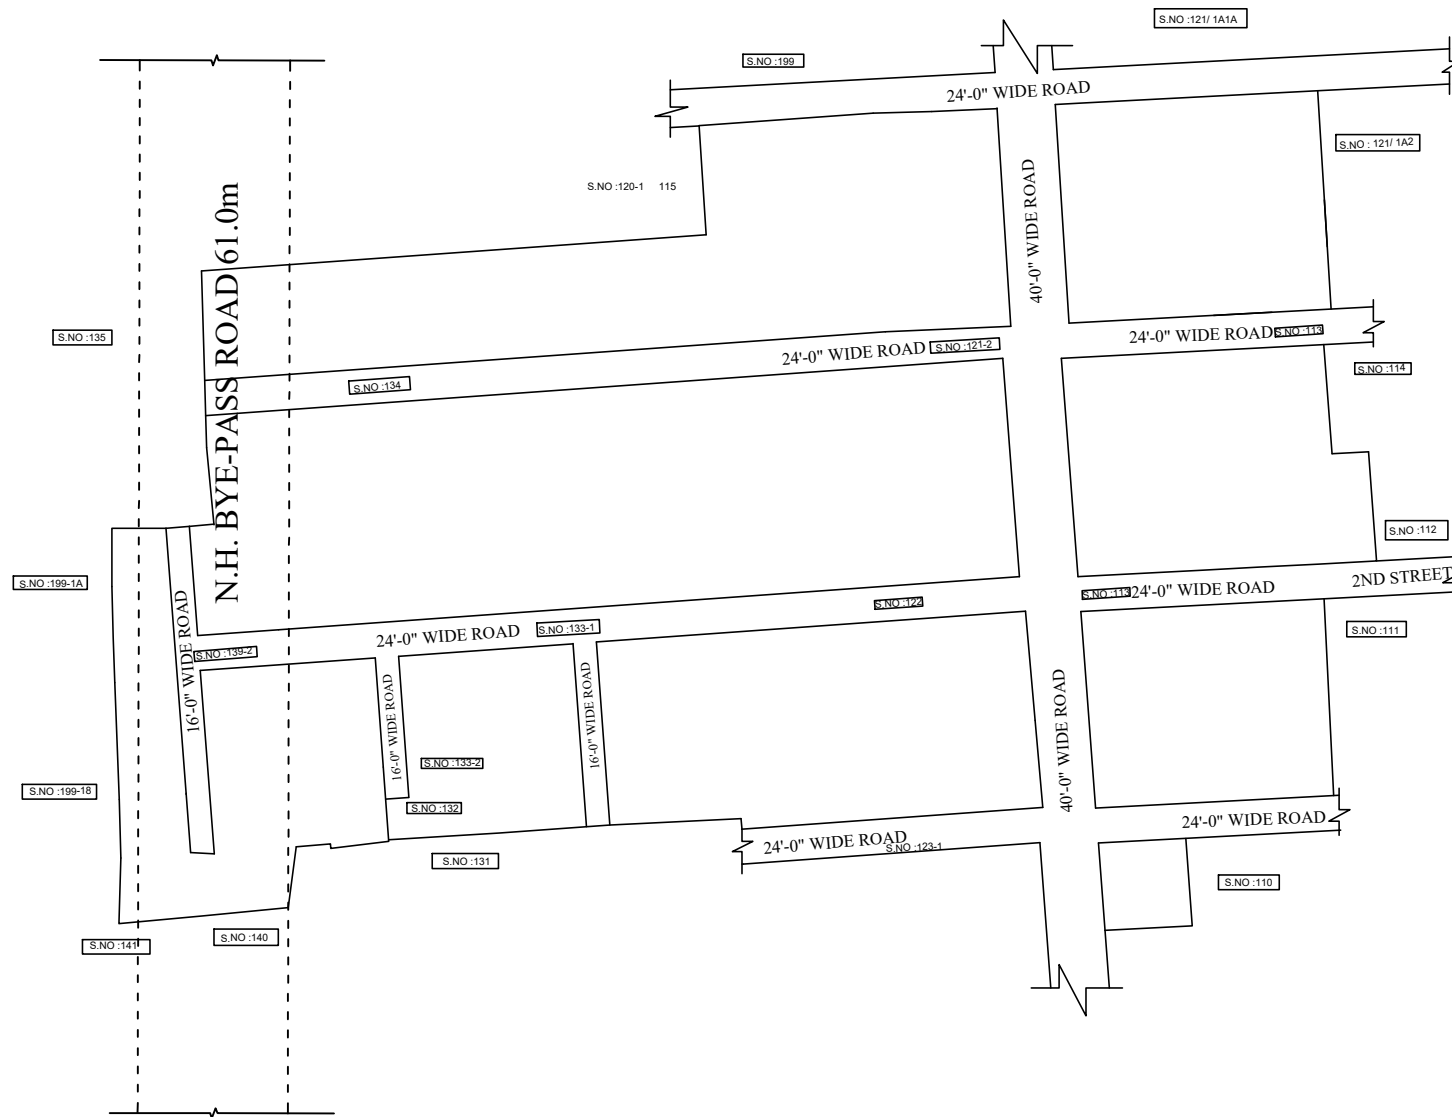 S.NO :121/ 1A1A
S.NO :199
24'-0" WIDE ROAD
S.NO : 121/ 1A2
S.NO :120-1 115
40'-0" WIDE ROAD
N.H. BYE-PASS ROAD 61.0m
S.NO :135
24'-0" WIDE ROAD
S.NO :113
24'-0" WIDE ROAD
S.NO :121-2
S.NO :134
S.NO :114
S.NO :112
S.NO :199-1A
2ND STREET
24'-0" WIDE ROAD
S.NO :113
S.NO :122
16'-0" WIDE ROAD
24'-0" WIDE ROAD
S.NO :133-1
S.NO :111
S.NO :139-2
16'-0" WIDE ROAD
16'-0" WIDE ROAD
40'-0" WIDE ROAD
S.NO :133-2
S.NO :199-18
S.NO :132
24'-0" WIDE ROAD
24'-0" WIDE ROAD
S.NO :123-1
S.NO :131
S.NO :110
S.NO :141
S.NO :140